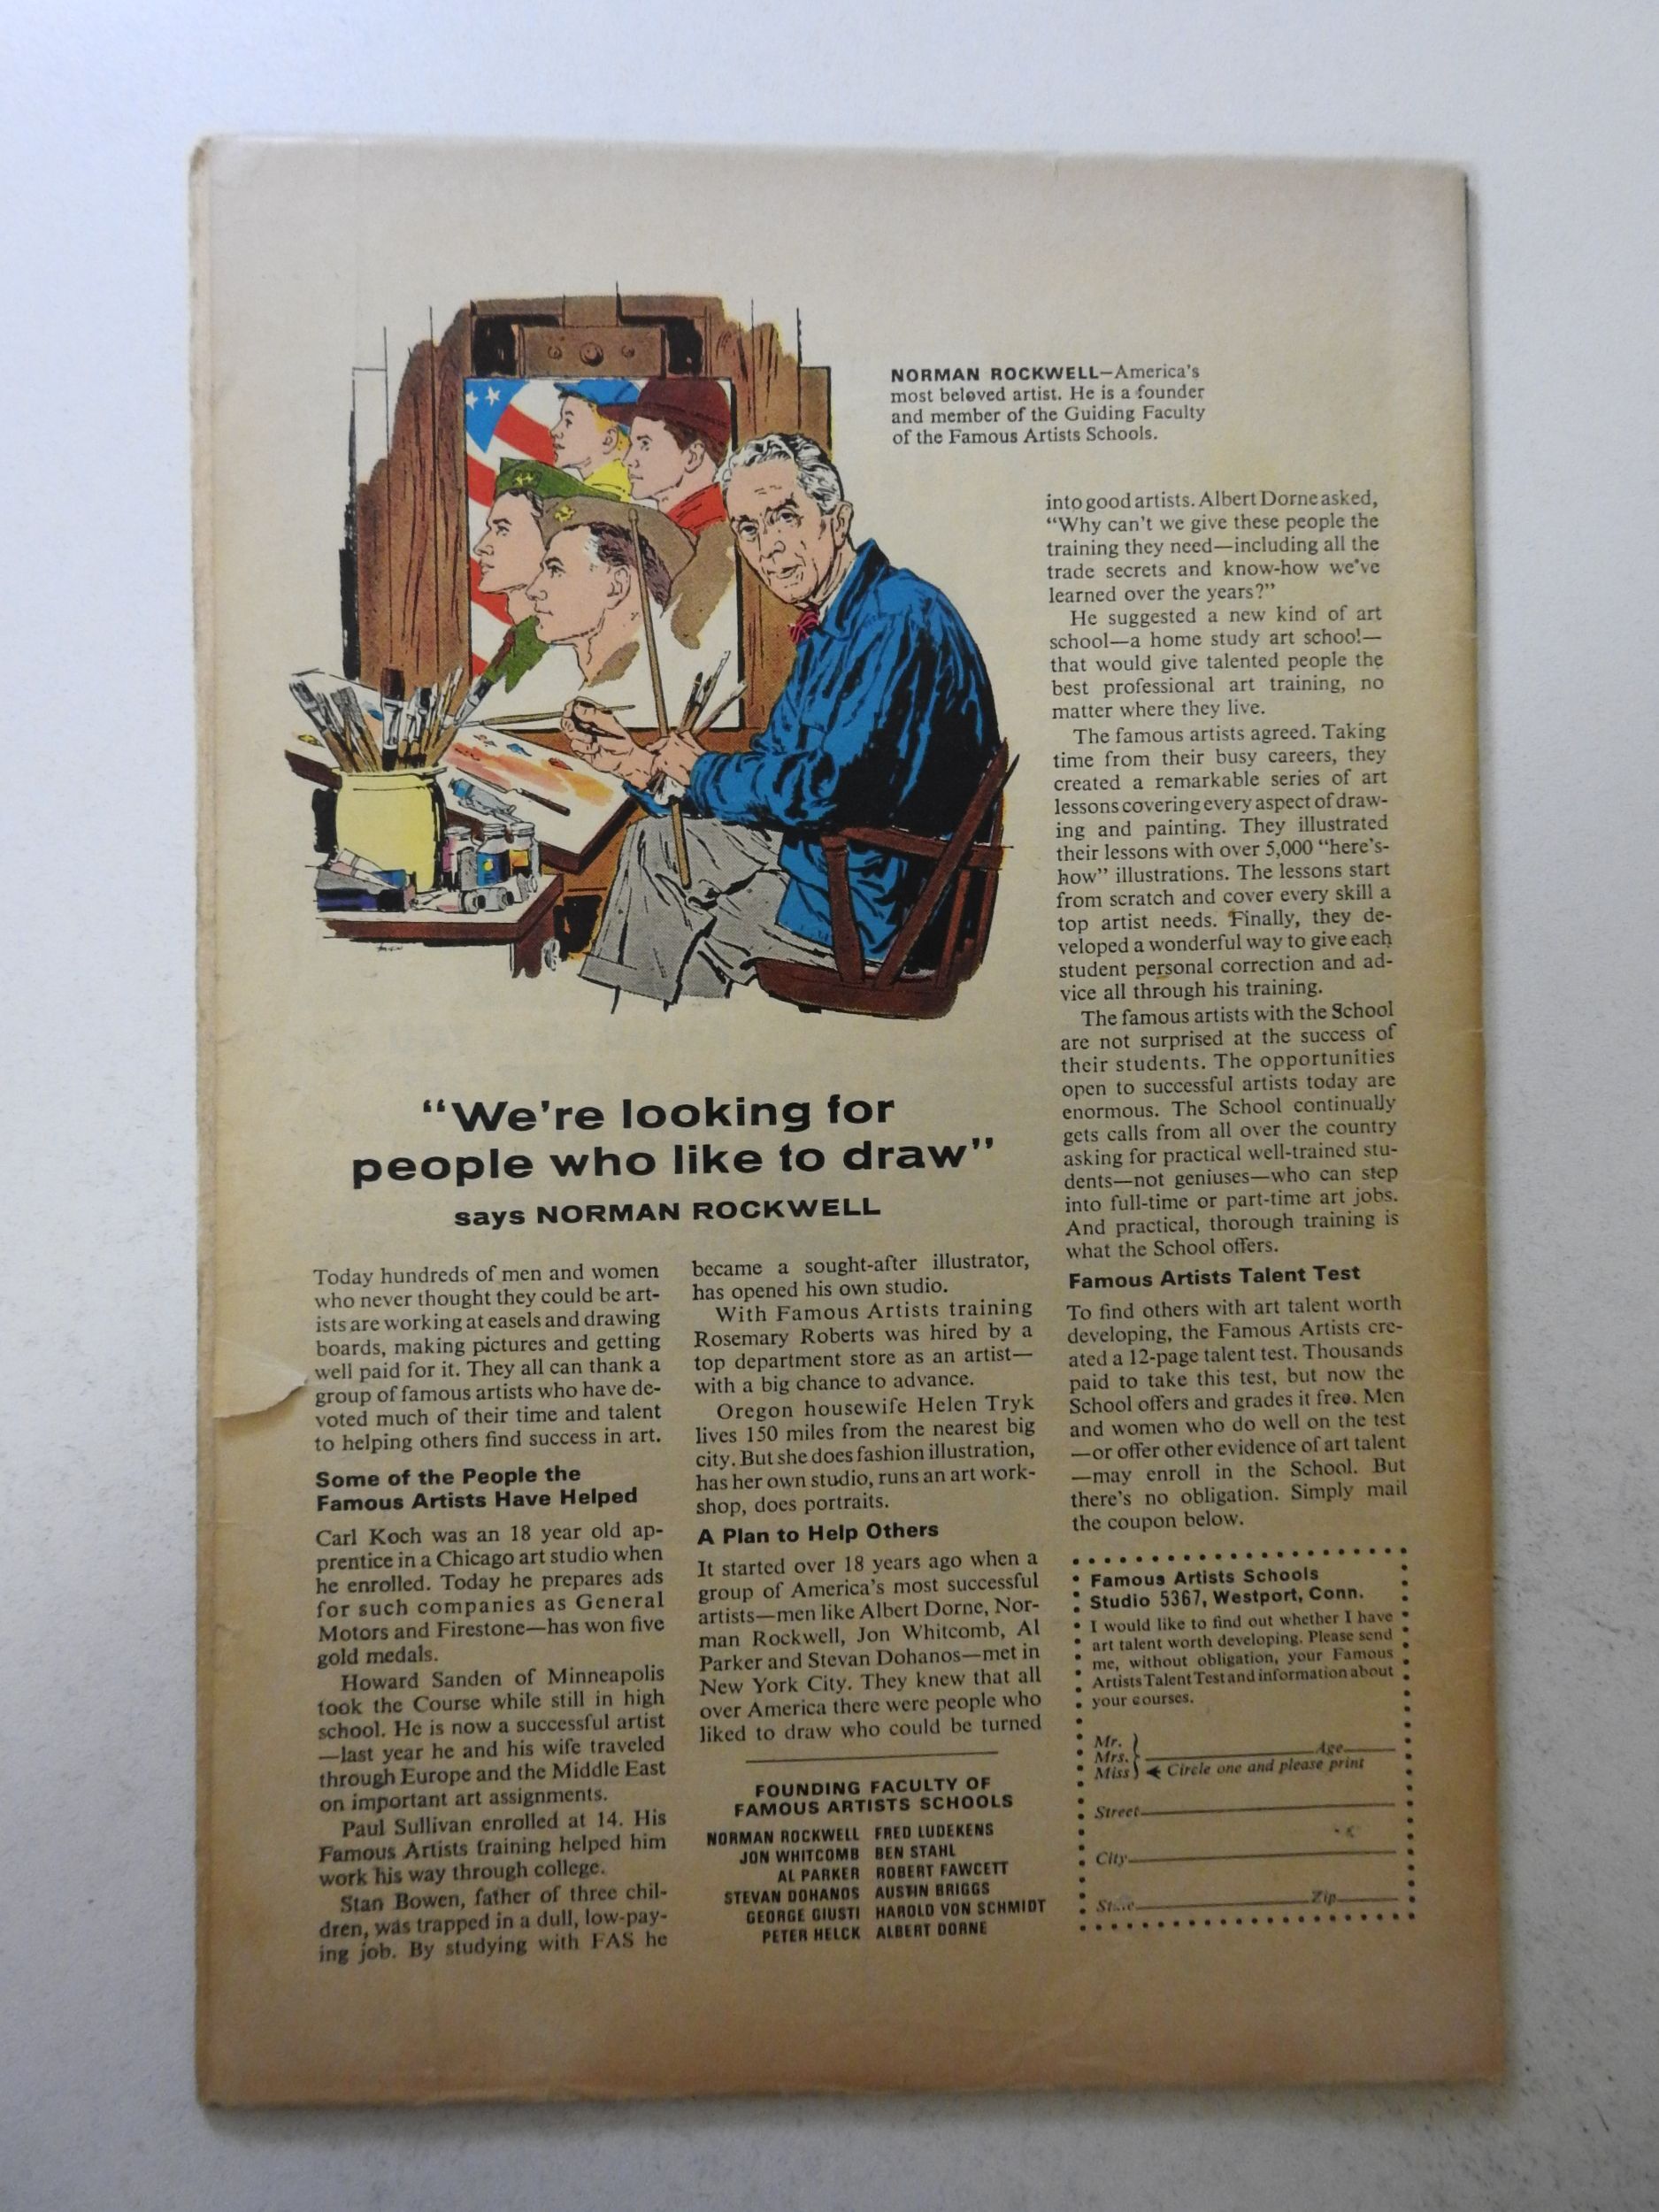 NORMAN ROCKWELL—America's
most beloved artist. He is a founder
and member of the Guiding Faculty
of the Famous Artists Schools.
"We're looking for
people who like to draw"
says NORMAN ROCKWELL
Today hundreds of men and women
who never thought they could be art-
ists are working at easels and drawing
boards, making pictures and getting
well paid for it. They all can thank a
group of famous artists who have de-
voted much of their time and talent
to helping others find success in art.
Some of the People the
Famous Artists Have Helped
Carl Koch was an 18 year old ap-
prentice in a Chicago art studio when
he enrolled. Today he prepares ads
for such companies as General
Motors and Firestone—has won five
gold medals.
Howard Sanden of Minneapolis
took the Course while still in high
school. He is now a successful artist
—last year he and his wife traveled
through Europe and the Middle East
on important art assignments.
Paul Sullivan enrolled at 14. His
Famous Artists training helped him
work his way through college.
Stan Bowen, father of three chil-
dren, was trapped in a dull, low-pay-
ing job. By studying with FAS he
became a sought-after illustrator,
has opened his own studio.
With Famous Artists training
Rosemary Roberts was hired by a
top department store as an artist—
with a big chance to advance.
Oregon housewife Helen Tryk
lives 150 miles from the nearest big
city. But she does fashion illustration,
has her own studio, runs an art work-
shop, does portraits.
A Plan to Help Others
It started over 18 years ago when a
group of America's most successful
artists—men like Albert Dorne, Nor-
man Rockwell, Jon Whitcomb, Al
Parker and Stevan Dohanos—met in
New York City. They knew that all
over America there were people who
liked to draw who could be turned
FOUNDING FACULTY OF
FAMOUS ARTISTS SCHOOLS
NORMAN ROCKWELL FRED LUDEKENS
JON WHITCOMB BEN STAHL
AL PARKER ROBERT FAWCETT
STEVAN DOHANOS AUSTIN BRIGGS
GEORGE GIUSTI HAROLD VON SCHMIDT
PETER HELCK ALBERT DORNE
into good artists. Albert Dorne asked,
"Why can't we give these people the
training they need—including all the
trade secrets and know-how we've
learned over the years?"
He suggested a new kind of art
school—a home study art school—
that would give talented people the
best professional art training, no
matter where they live.
The famous artists agreed. Taking
time from their busy careers, they
created a remarkable series of art
lessons covering every aspect of draw-
ing and painting. They illustrated
their lessons with over 5,000 "here's-
how" illustrations. The lessons start
from scratch and cover every skill a
top artist needs. Finally, they de-
veloped a wonderful way to give each
student personal correction and ad-
vice all through his training.
The famous artists with the School
are not surprised at the success of
their students. The opportunities
open to successful artists today are
enormous. The School continually
gets calls from all over the country
asking for practical well-trained stu-
dents—not geniuses—who can step
into full-time or part-time art jobs.
And practical, thorough training is
what the School offers.
Famous Artists Talent Test
To find others with art talent worth
developing, the Famous Artists cre-
ated a 12-page talent test. Thousands
paid to take this test, but now the
School offers and grades it free. Men
and women who do well on the test
—or offer other evidence of art talent
—may enroll in the School. But
there's no obligation. Simply mail
the coupon below.
Famous Artists Schools
Studio 5367, Westport, Conn.
I would like to find out whether I have
art talent worth developing. Please send
me, without obligation, your Famous
Artists Talent Test and information about
your courses.
Mr.
Mrs. Age
Miss Circle one and please print
Street
City
State Zip